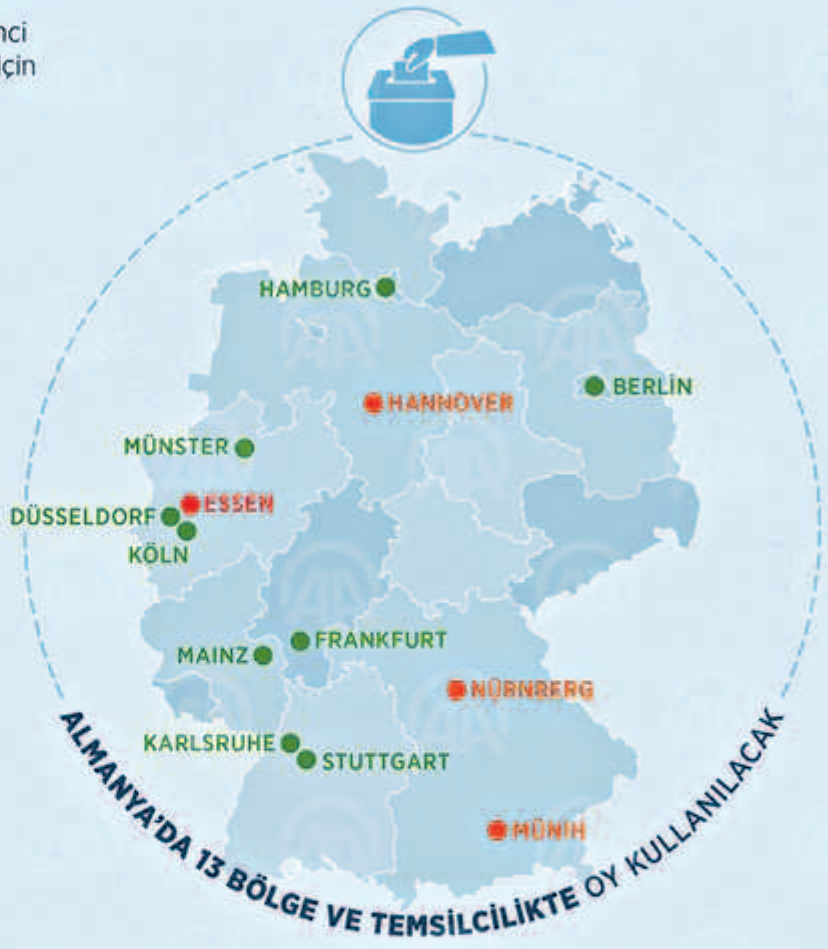 nci
için
HAMBURG
BERLİN
HANNOVER
MÜNSTER
ESSEN
DÜSSELDORF
KÖLN
FRANKFURT
MAINZ
NÜRNBERG
KARLSRUHE
STUTTGART
MÜNİH
ALMANYA'DA 13 BÖLGE VE TEMSİLCİLİKTE OY KULLANILACAK